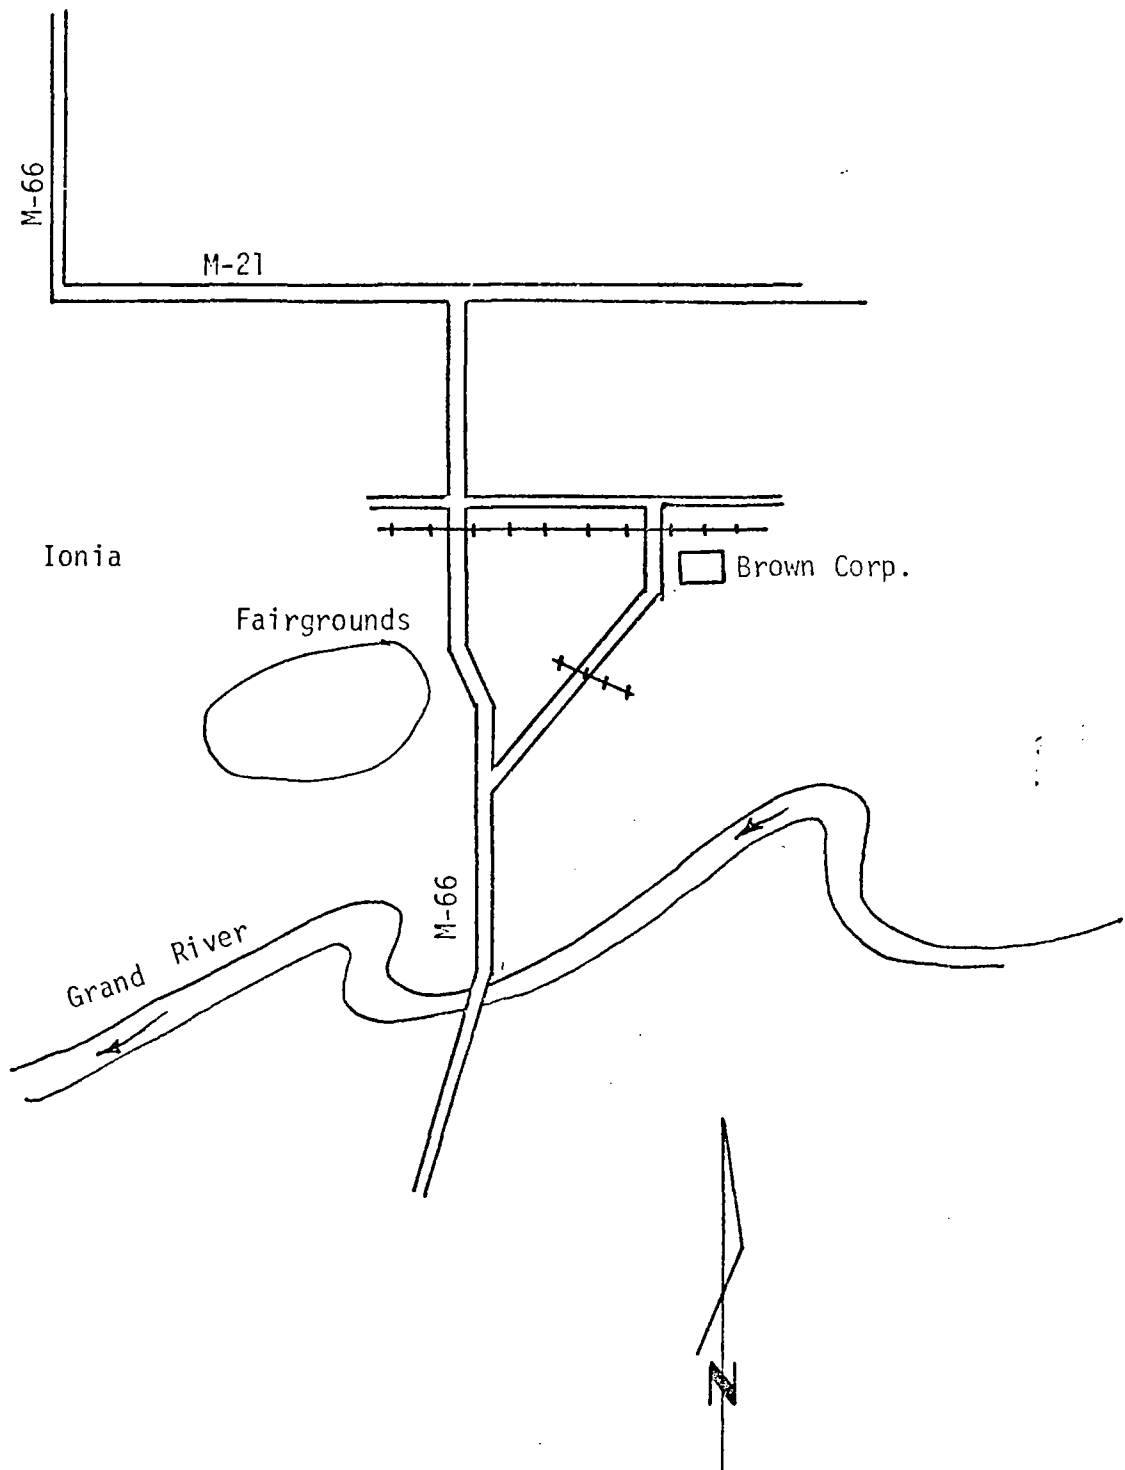 M-66
M-21
Ionia
Brown Corp.
Fairgrounds
M-66
Grand River
N